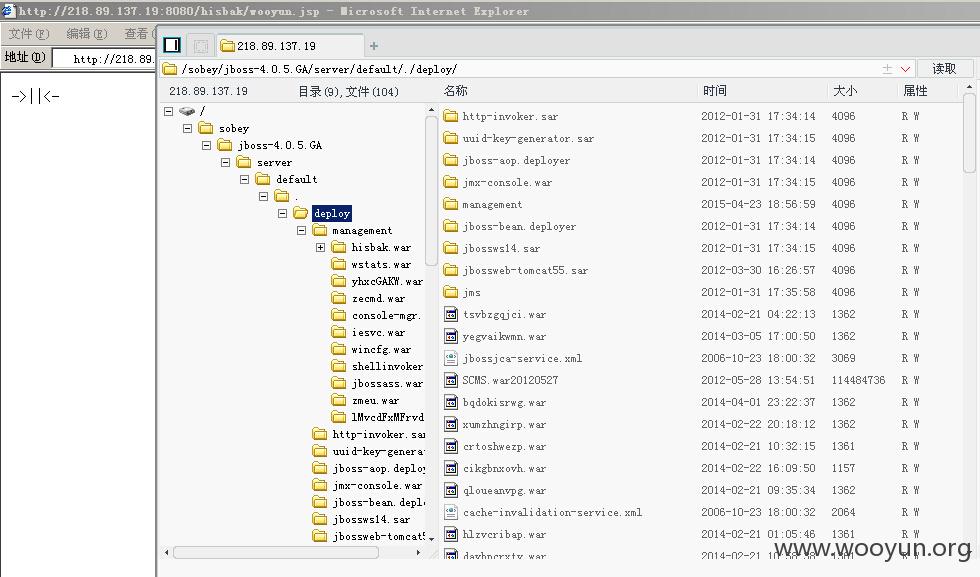 http://218.89.137.19:8080/hisbak/wooyun.jsp - Microsoft Internet Explorer
文件(F) 编辑(E) 查看
地址(D) http://218.89.
->||<-
218.89.137.19 +
/sobey/jboss-4.0.5.GA/server/default/./deploy/ 读取
218.89.137.19 目录(9),文件(104)
/
sobey
jboss-4.0.5.GA
server
default
.
deploy
management
hisbak.war
wstats.war
yhxcGAKW.war
zecmd.war
console-mgr.
iesvc.war
wincfg.war
shellinvoker
jbossass.war
zmeu.war
lMvcdFxMFrvd
http-invoker.sar
uuid-key-genera
jboss-aop.deploy
jmx-console.war
jboss-bean.depl
jbossws14.sar
jbossweb-tomcat5
名称 时间 大小 属性
http-invoker.sar 2012-01-31 17:34:14 4096 R W
uuid-key-generator.sar 2012-01-31 17:34:15 4096 R W
jboss-aop.deployer 2012-01-31 17:34:14 4096 R W
jmx-console.war 2012-01-31 17:34:15 4096 R W
management 2015-04-23 18:56:59 4096 R W
jboss-bean.deployer 2012-01-31 17:34:14 4096 R W
jbossws14.sar 2012-01-31 17:34:15 4096 R W
jbossweb-tomcat55.sar 2012-03-30 16:26:57 4096 R W
jms 2012-01-31 17:35:58 4096 R W
tsvbzgqjci.war 2014-02-21 04:22:13 1362 R W
yegvaikwmn.war 2014-03-05 17:00:50 1362 R W
jbossjca-service.xml 2006-10-23 18:00:32 3069 R W
SCMS.war20120527 2012-05-28 13:54:51 114484736 R W
bqdokisrwg.war 2014-04-01 23:22:37 1362 R W
xumzhngirp.war 2014-02-22 20:18:12 1362 R W
crtoshwezp.war 2014-02-21 10:32:15 1361 R W
cikgbnxovh.war 2014-02-22 16:09:50 1157 R W
qloueanvpg.war 2014-02-21 09:35:34 1362 R W
cache-invalidation-service.xml 2006-10-23 18:00:32 2064 R W
hlzvcribap.war 2014-02-21 01:05:46 1361 R W
www.wooyun.org